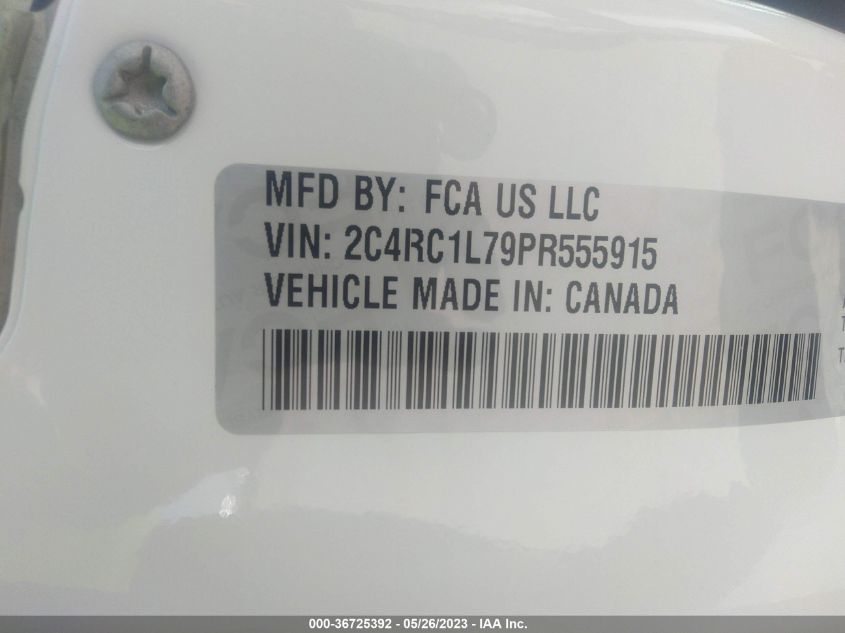 MFD BY: FCA US LLC
VIN: 2C4RC1L79PR555915
VEHICLE MADE IN: CANADA
000-36725392 - 05/26/2023 - IAA Inc.